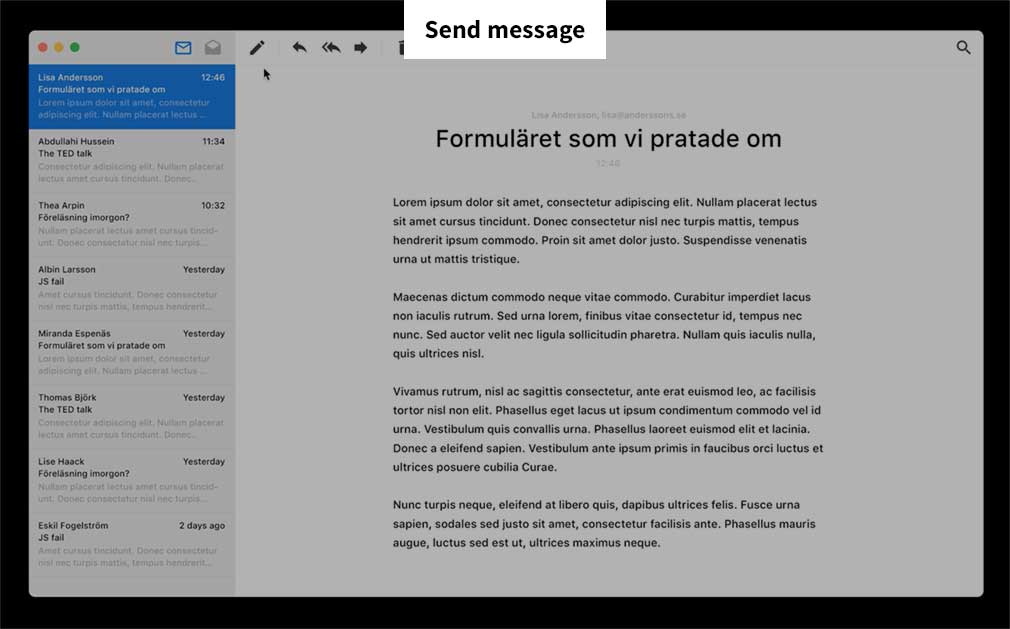 Send message
Lisa Andersson 12:46
Formuläret som vi pratade om
Lorem ipsum dolor sit amet, consectetur
adipiscing elit. Nullam placerat lectus ...
Abdullahi Hussein 11:34
The TED talk
Consectetur adipiscing elit. Nullam placerat
lectus amet cursus tincidunt. Donec...
Thea Arpin 10:32
Föreläsning imorgon?
Nullam placerat lectus amet cursus tincid-
unt. Donec consectetur nisl nec turpis...
Albin Larsson Yesterday
JS fail
Amet cursus tincidunt. Donec consectetur
nisl nec turpis mattis, tempus hendrerit...
Miranda Espenäs Yesterday
Formuläret som vi pratade om
Lorem ipsum dolor sit amet, consectetur
adipiscing elit. Nullam placerat lectus ...
Thomas Björk Yesterday
The TED talk
Consectetur adipiscing elit. Nullam placerat
lectus amet cursus tincidunt. Donec...
Lise Haack Yesterday
Föreläsning imorgon?
Nullam placerat lectus amet cursus tincid-
unt. Donec consectetur nisl nec turpis...
Eskil Fogelström 2 days ago
JS fail
Amet cursus tincidunt. Donec consectetur
nisl nec turpis mattis, tempus hendrerit...
Lisa Andersson, lisa@anderssons.se
Formuläret som vi pratade om
12:46
Lorem ipsum dolor sit amet, consectetur adipiscing elit. Nullam placerat lectus
sit amet cursus tincidunt. Donec consectetur nisl nec turpis mattis, tempus
hendrerit ipsum commodo. Proin sit amet dolor justo. Suspendisse venenatis
urna ut mattis tristique.
Maecenas dictum commodo neque vitae commodo. Curabitur imperdiet lacus
non iaculis rutrum. Sed urna lorem, finibus vitae consectetur id, tempus nec
nunc. Sed auctor velit nec ligula sollicitudin pharetra. Nullam quis iaculis nulla,
quis ultrices nisl.
Vivamus rutrum, nisl ac sagittis consectetur, ante erat euismod leo, ac facilisis
tortor nisl non elit. Phasellus eget lacus ut ipsum condimentum commodo vel id
urna. Vestibulum quis convallis urna. Phasellus laoreet euismod elit et lacinia.
Donec a eleifend sapien. Vestibulum ante ipsum primis in faucibus orci luctus et
ultrices posuere cubilia Curae.
Nunc turpis neque, eleifend at libero quis, dapibus ultrices felis. Fusce urna
sapien, sodales sed justo sit amet, consectetur facilisis ante. Phasellus mauris
augue, luctus sed est ut, ultrices maximus neque.